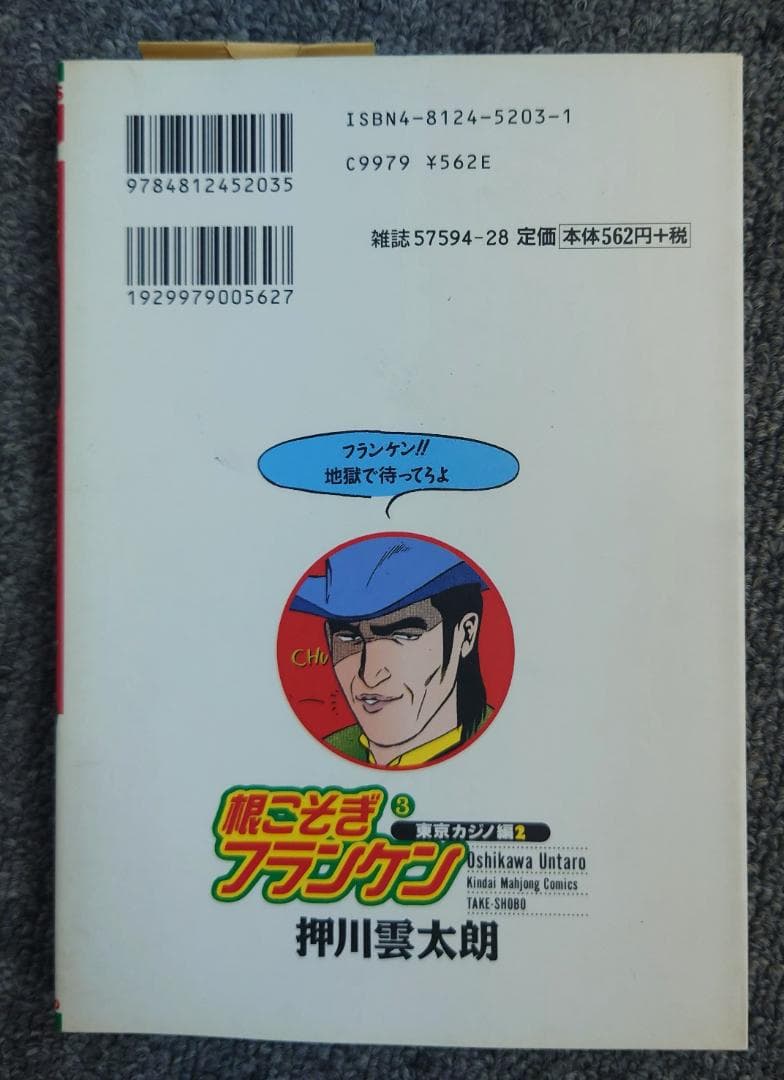 ISBN4-8124-5203-1
C9979 ¥562E
9784812452035
雑誌57594-28 定価 本体562円+税
1929979005627
フランケン!!
地獄で待ってろよ
CHU
根こそぎ
フランケン
3
東京カジノ編2
Oshikawa Untaro
Kindai Mahjong Comics
TAKE-SHOBO
押川雲太朗